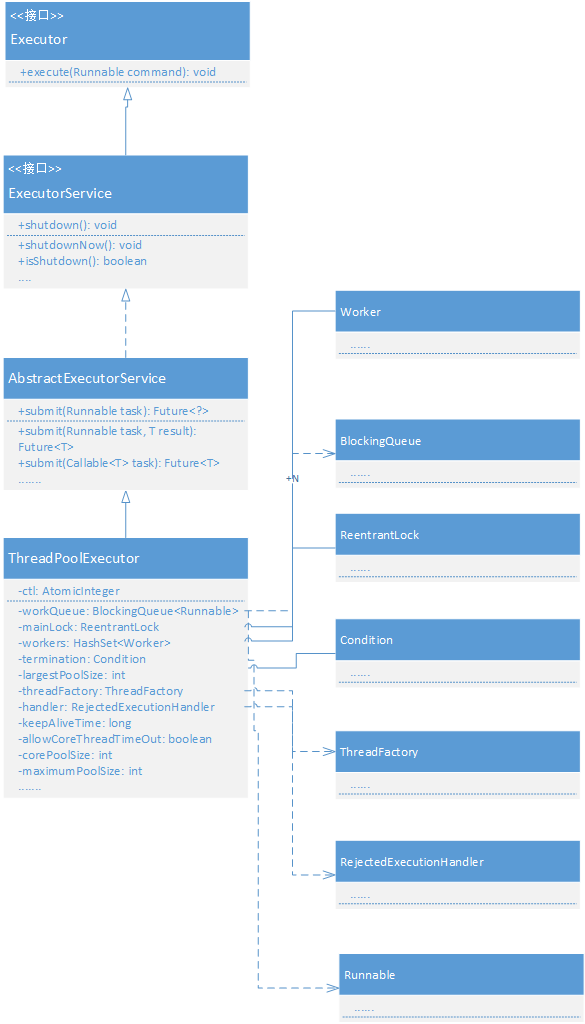 <<接口>>
Executor
+execute(Runnable command): void
<<接口>>
ExecutorService
+shutdown(): void
+shutdownNow(): void
+isShutdown(): boolean
....
AbstractExecutorService
+submit(Runnable task): Future<?>
+submit(Runnable task, T result):
Future<T>
+submit(Callable<T> task): Future<T>
.......
ThreadPoolExecutor
-ctl: AtomicInteger
-workQueue: BlockingQueue<Runnable>
-mainLock: ReentrantLock
-workers: HashSet<Worker>
-termination: Condition
-largestPoolSize: int
-threadFactory: ThreadFactory
-handler: RejectedExecutionHandler
-keepAliveTime: long
-allowCoreThreadTimeOut: boolean
-corePoolSize: int
-maximumPoolSize: int
.......
Worker
......
BlockingQueue
......
+N
ReentrantLock
......
Condition
......
ThreadFactory
......
RejectedExecutionHandler
......
Runnable
......